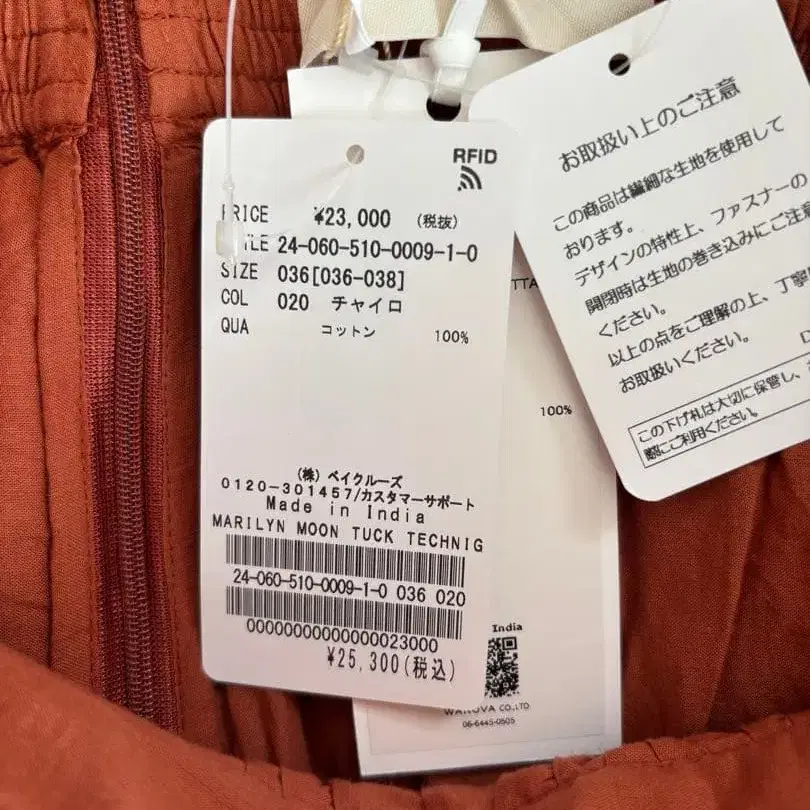 RFID
PRICE ¥23,000 (税抜)
24-060-510-0009-1-0
SIZE 036[036-038]
COL 020 チャイロ
QUA コットン 100%
(株) ベイクルーズ
0120-301457/カスタマーサポート
Made in India
MARILYN MOON TUCK TECHNIG
24-060-510-0009-1-0 036 020
00000000000000023000
¥25,300(税込)
100%
India
WANOVA CO.,LTD
06-6445-0505
お取扱い上のご注意
この商品は繊細な生地を使用して
おります。
デザインの特性上、ファスナーの
開閉時は生地の巻き込みにご注意
ください。
以上の点をご理解の上、丁寧に
お取扱いください。
この下げ札は大切に保管し、
にご利用ください。